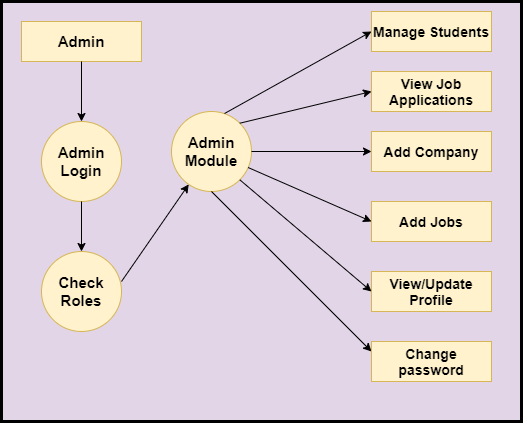 Admin
Admin
Login
Check
Roles
Admin
Module
Manage Students
View Job
Applications
Add Company
Add Jobs
View/Update
Profile
Change
password